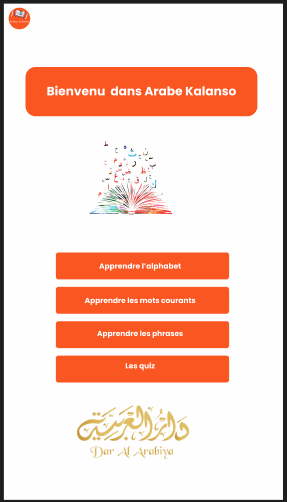 Bienvenu dans Arabe Kalanso
Apprendre l'alphabet
Apprendre les mots courants
Apprendre les phrases
Les quiz
دار العربية
Dar Al Arabiya